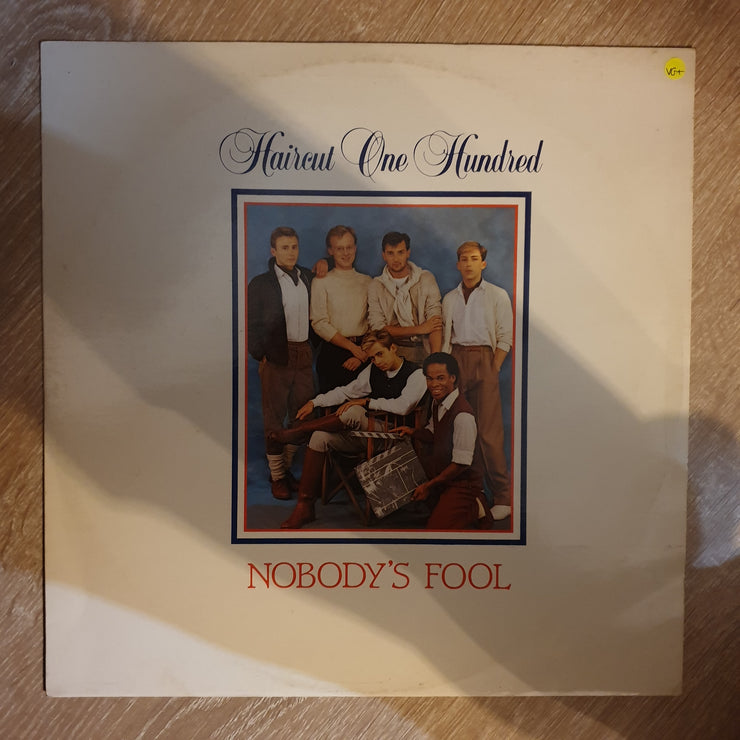 VG+
Haircut One Hundred
NOBODY'S FOOL